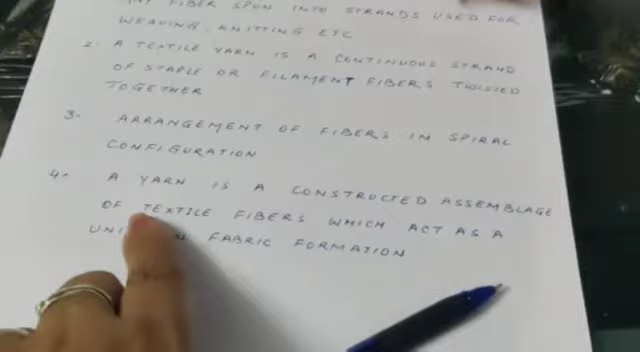 FIBER SPUN INTO STRANDS USED FOR
WEAVING, KNITTING ETC
2. A TEXTILE YARN IS A CONTINUOUS STRAND
OF STAPLE OR FILAMENT FIBERS TWISTED
TOGETHER
3. ARRANGEMENT OF FIBERS IN SPIRAL
CONFIGURATION
4. A YARN IS A CONSTRUCTED ASSEMBLAGE
OF TEXTILE FIBERS WHICH ACT AS A
FABRIC FORMATION